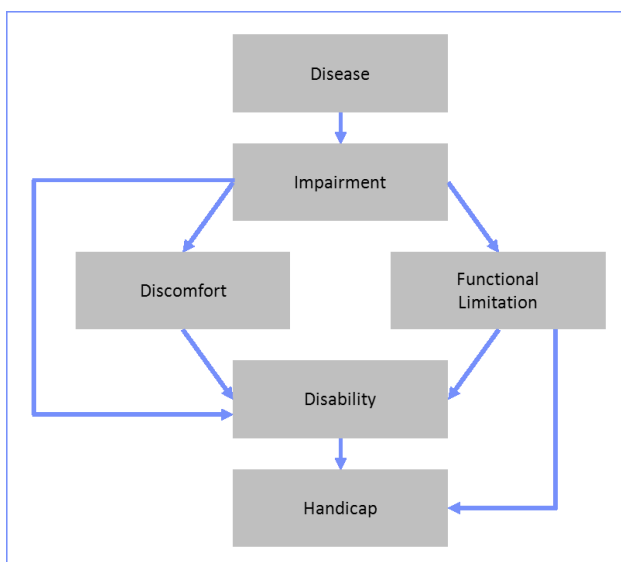 Disease
Impairment
Discomfort
Functional
Limitation
Disability
Handicap